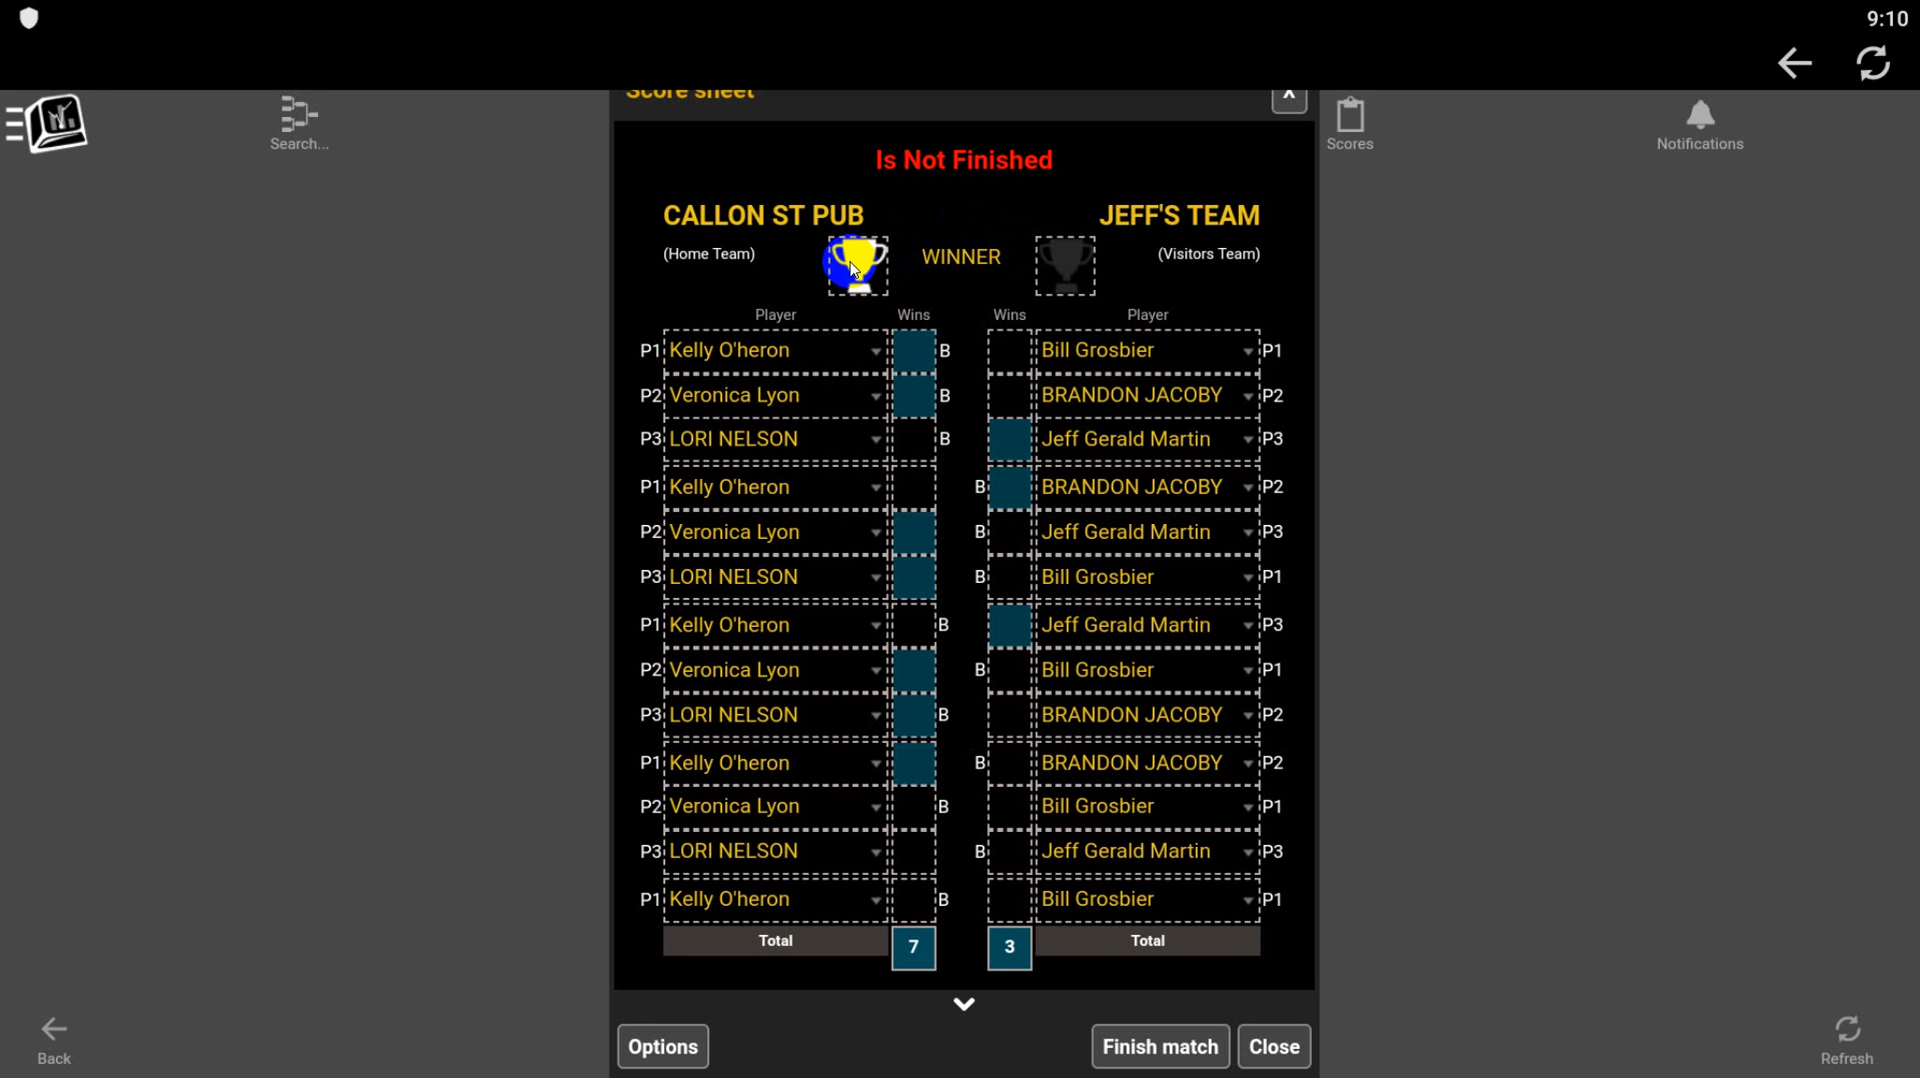 9:10
Score sheet X
Search... Scores Notifications
Is Not Finished
CALLON ST PUB JEFF'S TEAM
(Home Team) WINNER (Visitors Team)
Player Wins Wins Player
P1 Kelly O'heron B Bill Grosbier P1
P2 Veronica Lyon B BRANDON JACOBY P2
P3 LORI NELSON B Jeff Gerald Martin P3
P1 Kelly O'heron B BRANDON JACOBY P2
P2 Veronica Lyon B Jeff Gerald Martin P3
P3 LORI NELSON B Bill Grosbier P1
P1 Kelly O'heron B Jeff Gerald Martin P3
P2 Veronica Lyon B Bill Grosbier P1
P3 LORI NELSON B BRANDON JACOBY P2
P1 Kelly O'heron B BRANDON JACOBY P2
P2 Veronica Lyon B Bill Grosbier P1
P3 LORI NELSON B Jeff Gerald Martin P3
P1 Kelly O'heron B Bill Grosbier P1
Total 7 3 Total
Options Finish match Close
Back Refresh